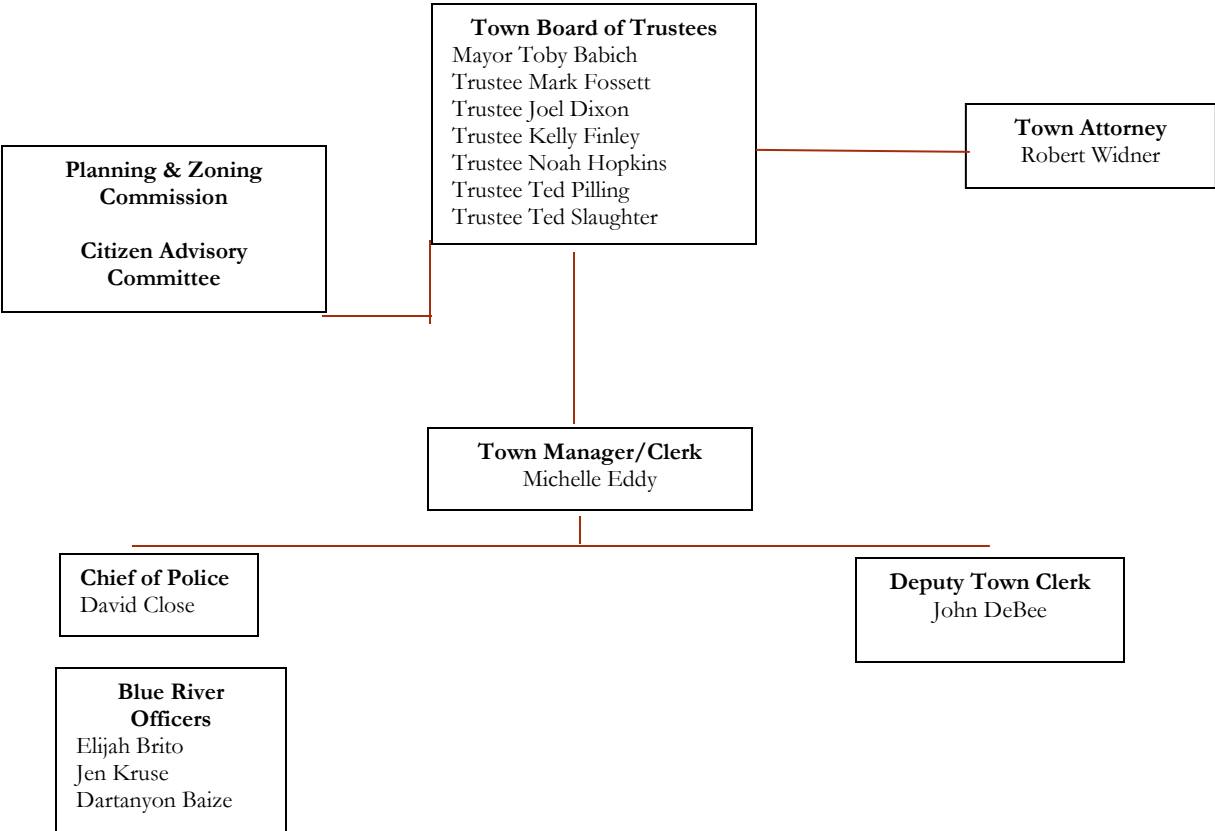 Town Board of Trustees
Mayor Toby Babich
Trustee Mark Fossett
Trustee Joel Dixon
Trustee Kelly Finley
Trustee Noah Hopkins
Trustee Ted Pilling
Trustee Ted Slaughter
Town Attorney
Robert Widner
Planning & Zoning
Commission
Citizen Advisory
Committee
Town Manager/Clerk
Michelle Eddy
Chief of Police
David Close
Deputy Town Clerk
John DeBee
Blue River
Officers
Elijah Brito
Jen Kruse
Dartanyon Baize